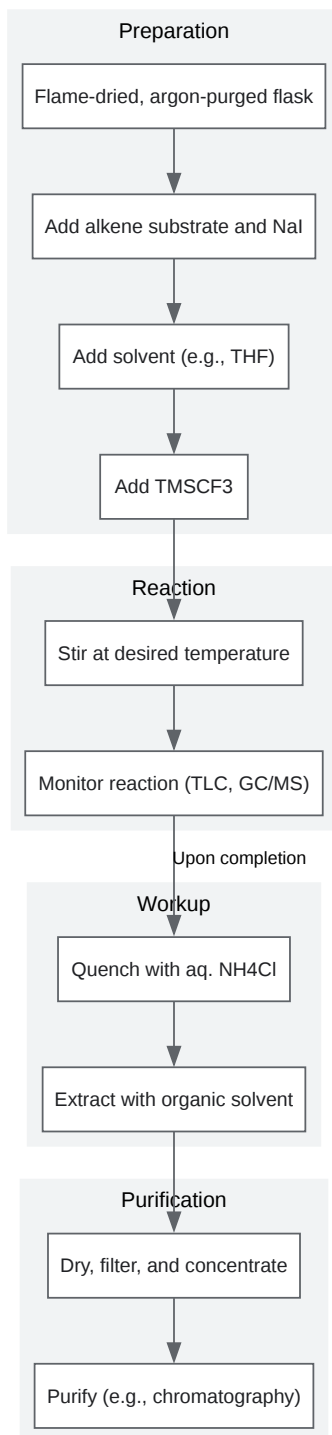 Preparation
Flame-dried, argon-purged flask
Add alkene substrate and NaI
Add solvent (e.g., THF)
Add TMSCF3
Reaction
Stir at desired temperature
Monitor reaction (TLC, GC/MS)
Upon completion
Workup
Quench with aq. NH4Cl
Extract with organic solvent
Purification
Dry, filter, and concentrate
Purify (e.g., chromatography)